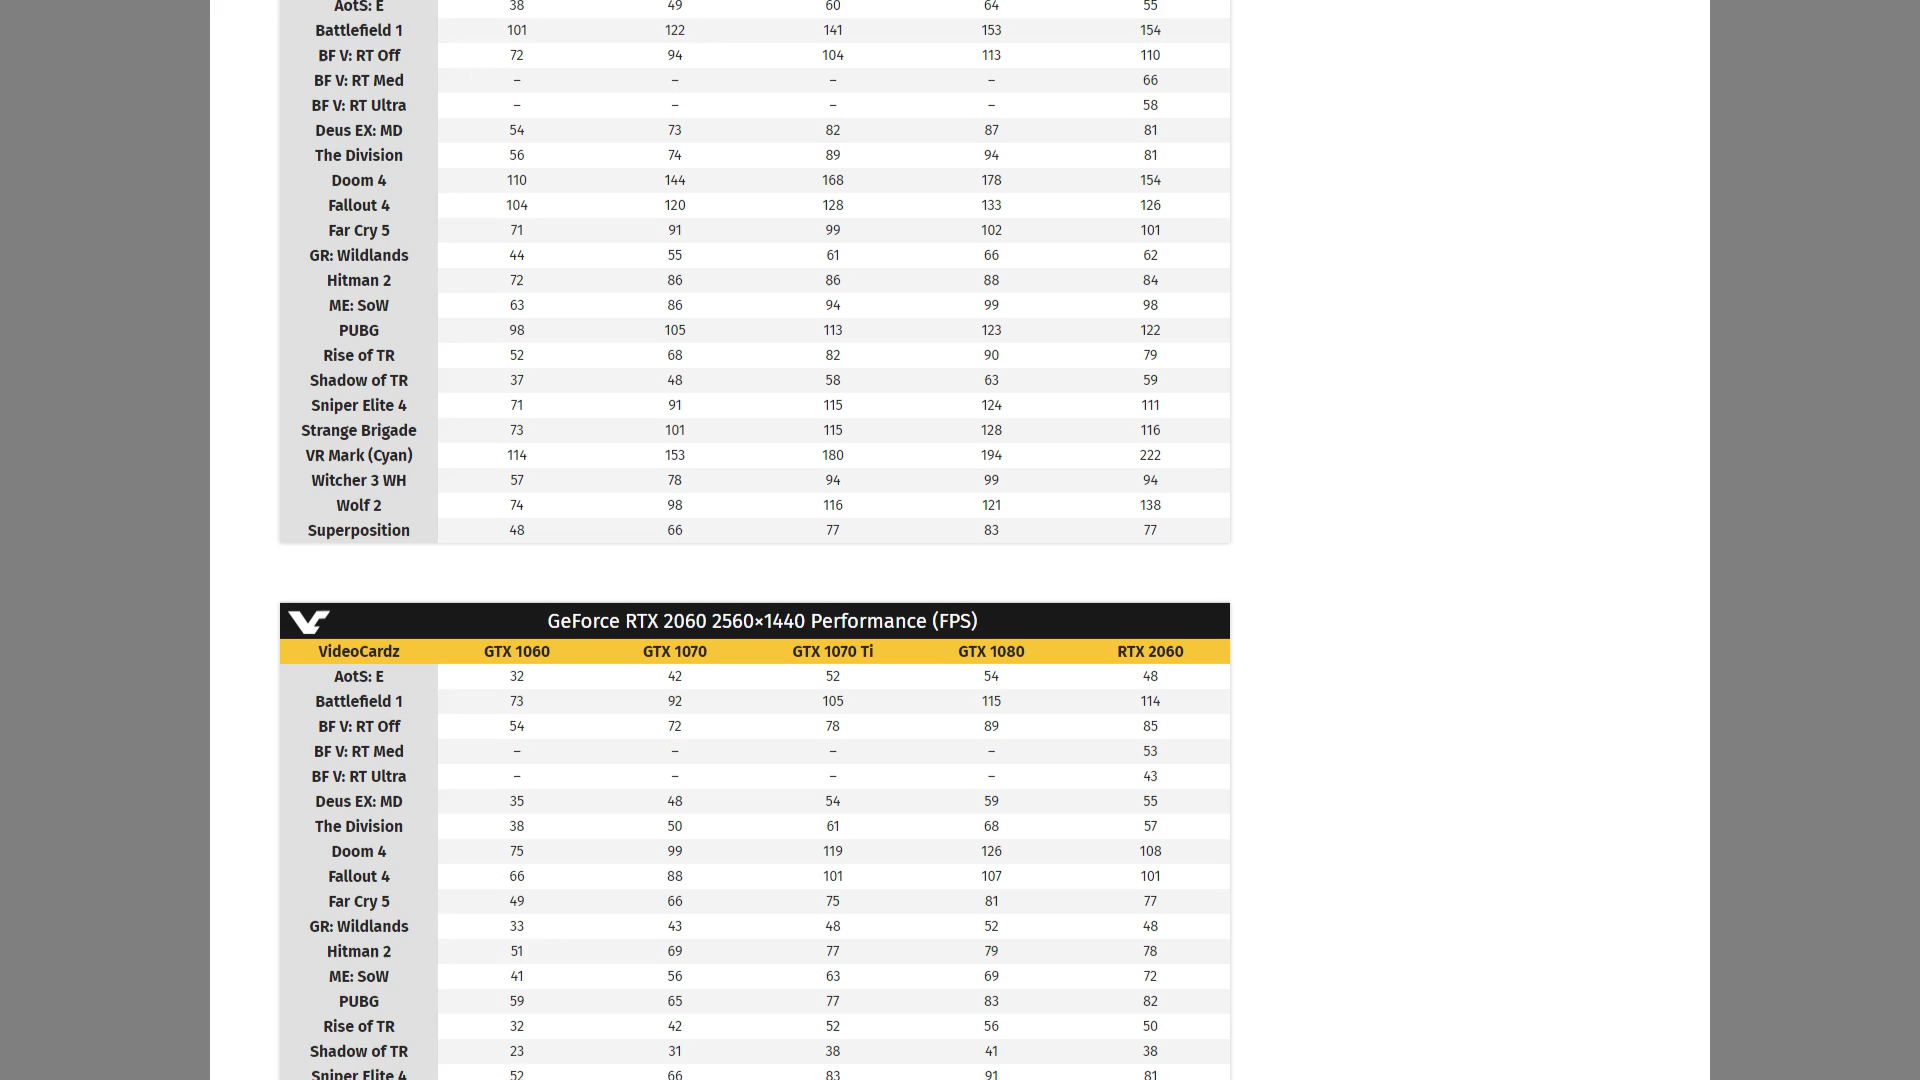 AotS: E 38 49 60 64 55
Battlefield 1 101 122 141 153 154
BF V: RT Off 72 94 104 113 110
BF V: RT Med – – – – 66
BF V: RT Ultra – – – – 58
Deus EX: MD 54 73 82 87 81
The Division 56 74 89 94 81
Doom 4 110 144 168 178 154
Fallout 4 104 120 128 133 126
Far Cry 5 71 91 99 102 101
GR: Wildlands 44 55 61 66 62
Hitman 2 72 86 86 88 84
ME: SoW 63 86 94 99 98
PUBG 98 105 113 123 122
Rise of TR 52 68 82 90 79
Shadow of TR 37 48 58 63 59
Sniper Elite 4 71 91 115 124 111
Strange Brigade 73 101 115 128 116
VR Mark (Cyan) 114 153 180 194 222
Witcher 3 WH 57 78 94 99 94
Wolf 2 74 98 116 121 138
Superposition 48 66 77 83 77
GeForce RTX 2060 2560×1440 Performance (FPS)
VideoCardz GTX 1060 GTX 1070 GTX 1070 Ti GTX 1080 RTX 2060
AotS: E 32 42 52 54 48
Battlefield 1 73 92 105 115 114
BF V: RT Off 54 72 78 89 85
BF V: RT Med – – – – 53
BF V: RT Ultra – – – – 43
Deus EX: MD 35 48 54 59 55
The Division 38 50 61 68 57
Doom 4 75 99 119 126 108
Fallout 4 66 88 101 107 101
Far Cry 5 49 66 75 81 77
GR: Wildlands 33 43 48 52 48
Hitman 2 51 69 77 79 78
ME: SoW 41 56 63 69 72
PUBG 59 65 77 83 82
Rise of TR 32 42 52 56 50
Shadow of TR 23 31 38 41 38
Sniper Elite 4 52 66 83 91 81